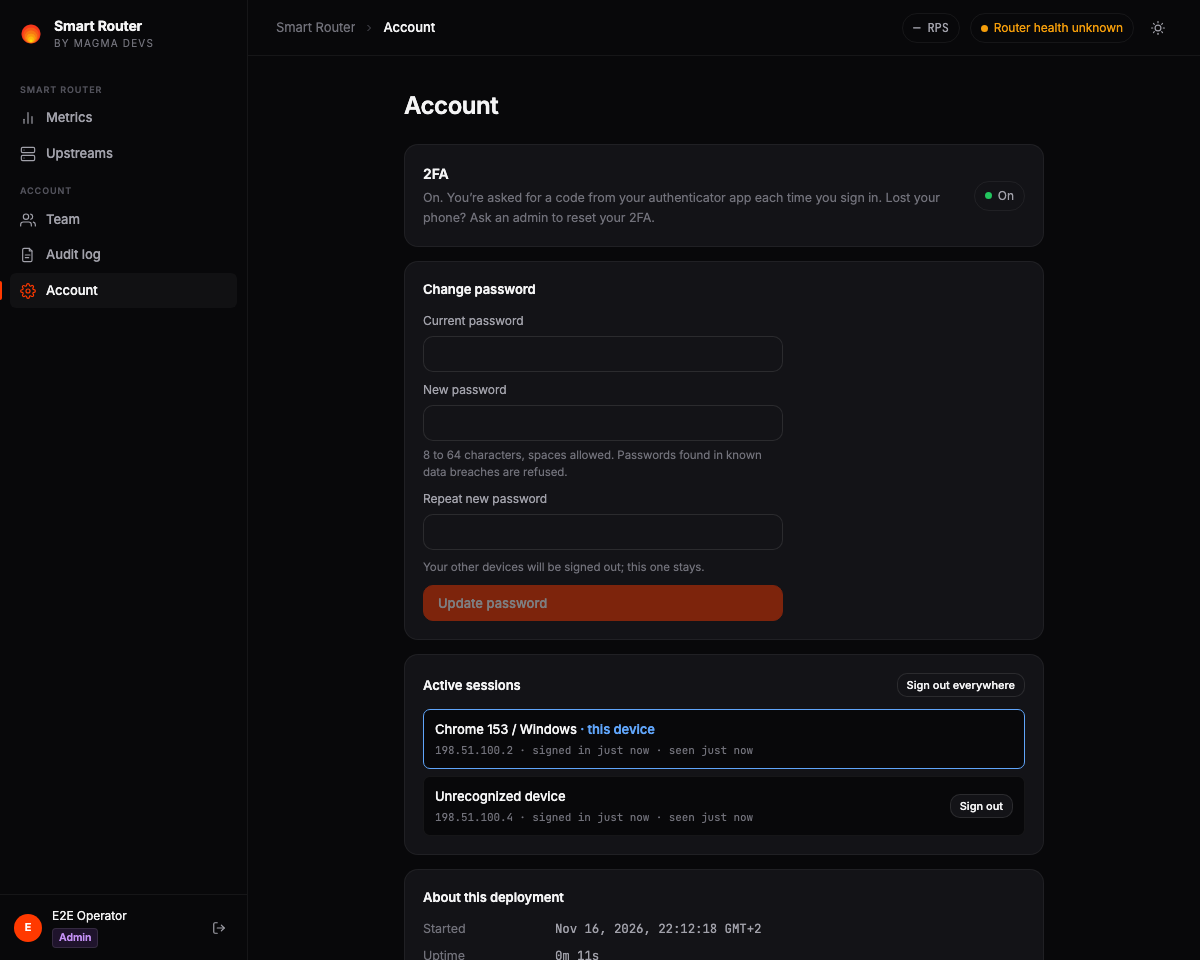 Smart Router
BY MAGMA DEVS
SMART ROUTER
Metrics
Upstreams
ACCOUNT
Team
Audit log
Account
E
E2E Operator
Admin
Smart Router › Account
— RPS
Router health unknown
Account
2FA
On. You’re asked for a code from your authenticator app each time you sign in. Lost your
phone? Ask an admin to reset your 2FA.
On
Change password
Current password
New password
8 to 64 characters, spaces allowed. Passwords found in known
data breaches are refused.
Repeat new password
Your other devices will be signed out; this one stays.
Update password
Active sessions
Sign out everywhere
Chrome 153 / Windows · this device
198.51.100.2 · signed in just now · seen just now
Unrecognized device
198.51.100.4 · signed in just now · seen just now
Sign out
About this deployment
Started Nov 16, 2026, 22:12:18 GMT+2
Uptime 0m 11s